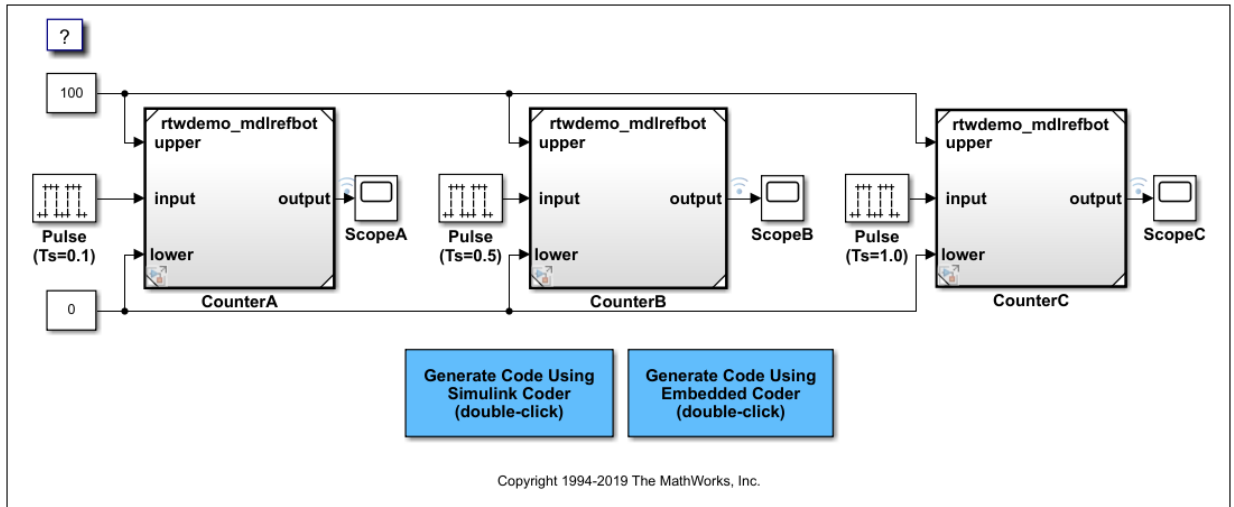 ?
100
rtwdemo_mdlrefbot
upper
input
output
lower
CounterA
Pulse
(Ts=0.1)
ScopeA
rtwdemo_mdlrefbot
upper
input
output
lower
CounterB
Pulse
(Ts=0.5)
ScopeB
rtwdemo_mdlrefbot
upper
input
output
lower
CounterC
Pulse
(Ts=1.0)
ScopeC
0
Generate Code Using
Simulink Coder
(double-click)
Generate Code Using
Embedded Coder
(double-click)
Copyright 1994-2019 The MathWorks, Inc.